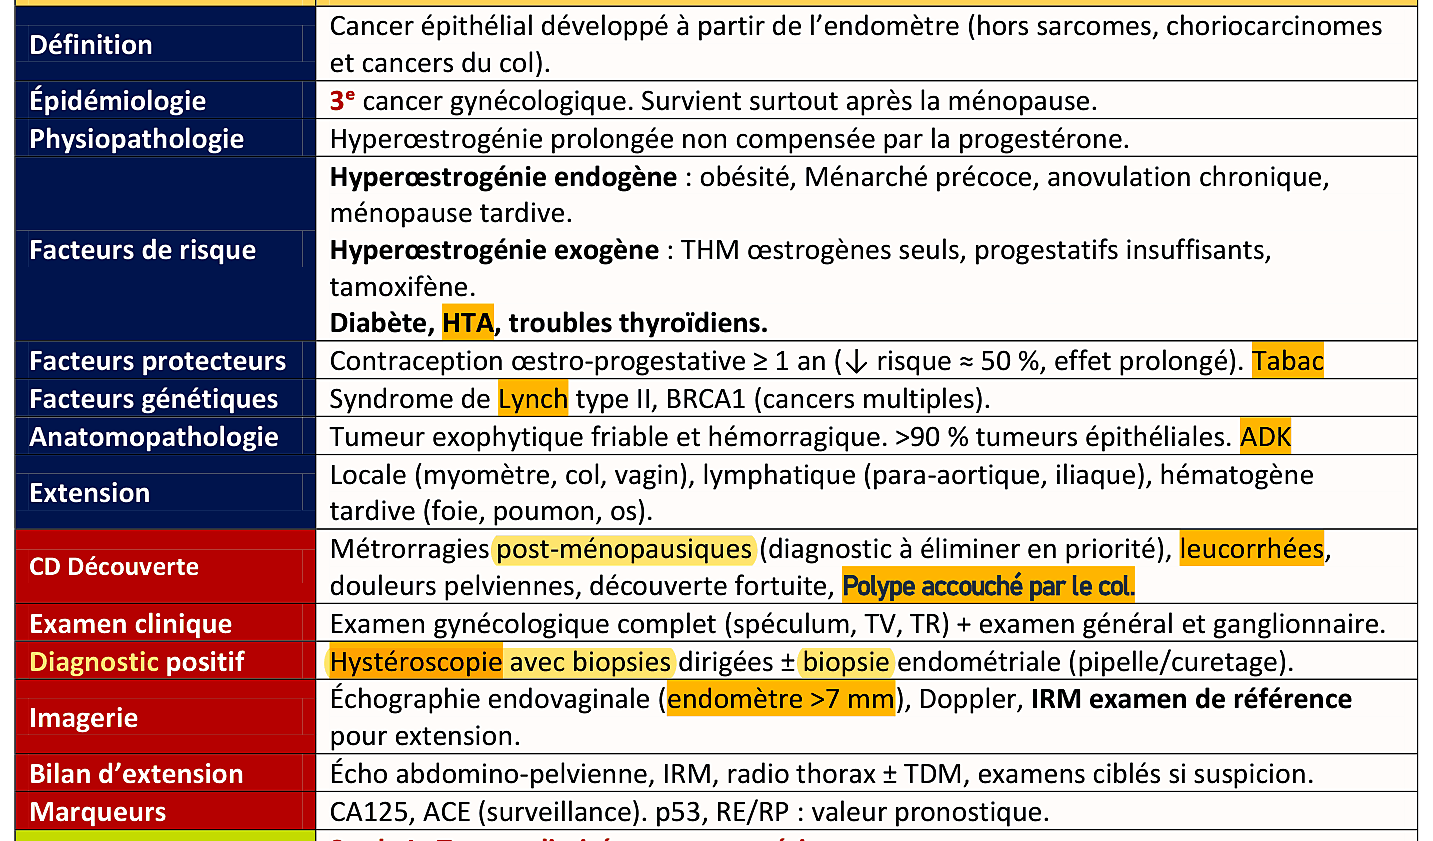 Définition
Cancer épithélial développé à partir de l’endomètre (hors sarcomes, choriocarcinomes
et cancers du col).
Épidémiologie
3e cancer gynécologique. Survient surtout après la ménopause.
Physiopathologie
Hyperœstrogénie prolongée non compensée par la progestérone.
Facteurs de risque
Hyperœstrogénie endogène : obésité, Ménarché précoce, anovulation chronique,
ménopause tardive.
Hyperœstrogénie exogène : THM œstrogènes seuls, progestatifs insuffisants,
tamoxifène.
Diabète, HTA, troubles thyroïdiens.
Facteurs protecteurs
Contraception œstro-progestative ≥ 1 an (↓ risque ≈ 50 %, effet prolongé). Tabac
Facteurs génétiques
Syndrome de Lynch type II, BRCA1 (cancers multiples).
Anatomopathologie
Tumeur exophytique friable et hémorragique. >90 % tumeurs épithéliales. ADK
Extension
Locale (myomètre, col, vagin), lymphatique (para-aortique, iliaque), hématogène
tardive (foie, poumon, os).
CD Découverte
Métrorragies post-ménopausiques (diagnostic à éliminer en priorité), leucorrhées,
douleurs pelviennes, découverte fortuite, Polype accouché par le col.
Examen clinique
Examen gynécologique complet (spéculum, TV, TR) + examen général et ganglionnaire.
Diagnostic positif
Hystéroscopie avec biopsies dirigées ± biopsie endométriale (pipelle/curetage).
Imagerie
Échographie endovaginale (endomètre >7 mm), Doppler, IRM examen de référence
pour extension.
Bilan d’extension
Écho abdomino-pelvienne, IRM, radio thorax ± TDM, examens ciblés si suspicion.
Marqueurs
CA125, ACE (surveillance). p53, RE/RP : valeur pronostique.